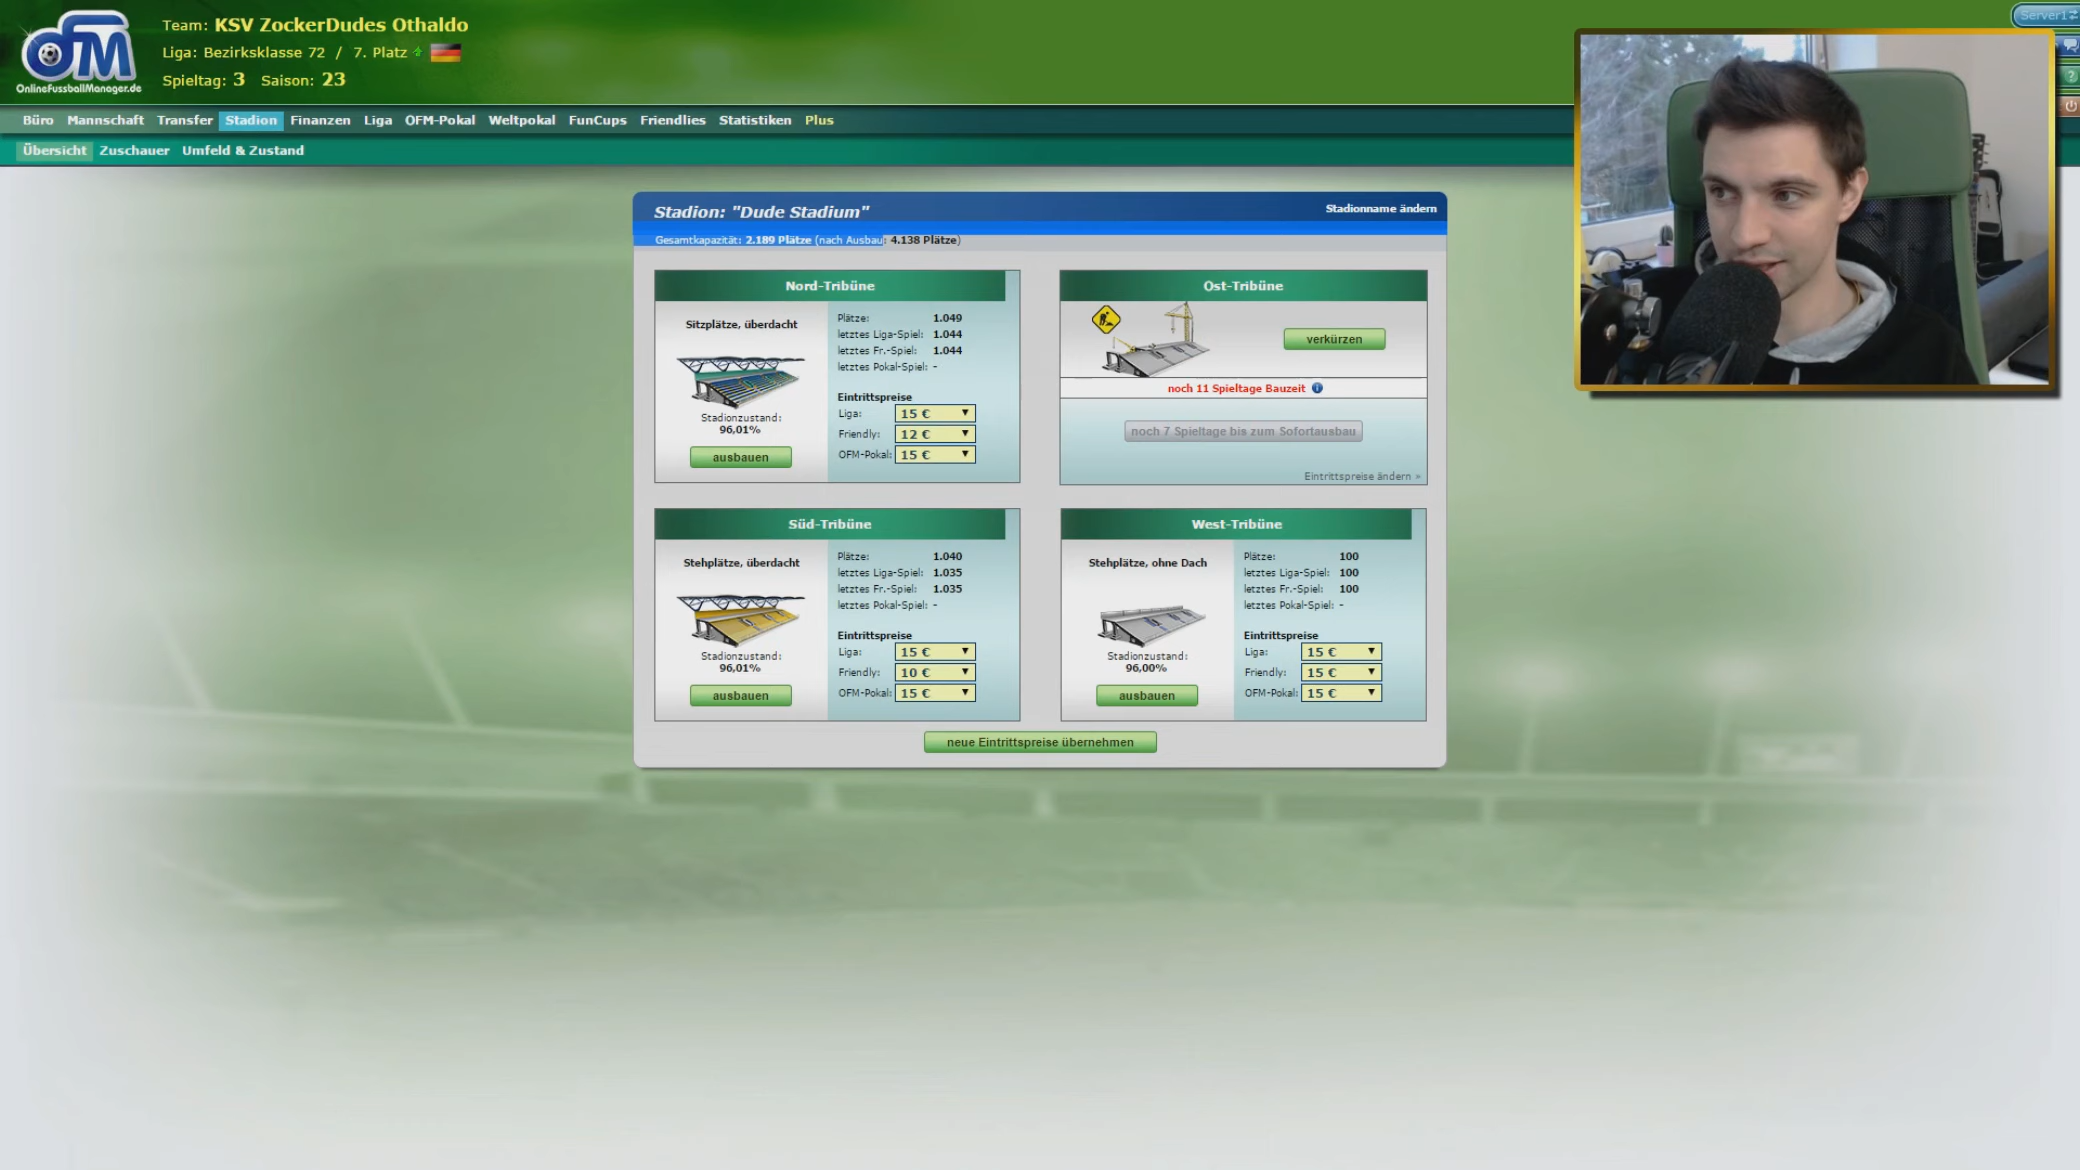 OFM
OnlineFussballManager.de
Team: KSV ZockerDudes Othaldo
Liga: Bezirksklasse 72 / 7. Platz
Spieltag: 3 Saison: 23
Server1
Büro Mannschaft Transfer Stadion Finanzen Liga OFM-Pokal Weltpokal FunCups Friendlies Statistiken Plus
Übersicht Zuschauer Umfeld & Zustand
Stadion: "Dude Stadium"
Stadionname ändern
Gesamtkapazität: 2.189 Plätze (nach Ausbau: 4.138 Plätze)
Nord-Tribüne
Sitzplätze, überdacht
Stadionzustand:
96,01%
ausbauen
Plätze: 1.049
letztes Liga-Spiel: 1.044
letztes Fr.-Spiel: 1.044
letztes Pokal-Spiel: -
Eintrittspreise
Liga: 15 €
Friendly: 12 €
OFM-Pokal: 15 €
Ost-Tribüne
verkürzen
noch 11 Spieltage Bauzeit
noch 7 Spieltage bis zum Sofortausbau
Eintrittspreise ändern »
Süd-Tribüne
Stehplätze, überdacht
Stadionzustand:
96,01%
ausbauen
Plätze: 1.040
letztes Liga-Spiel: 1.035
letztes Fr.-Spiel: 1.035
letztes Pokal-Spiel: -
Eintrittspreise
Liga: 15 €
Friendly: 10 €
OFM-Pokal: 15 €
West-Tribüne
Stehplätze, ohne Dach
Stadionzustand:
96,00%
ausbauen
Plätze: 100
letztes Liga-Spiel: 100
letztes Fr.-Spiel: 100
letztes Pokal-Spiel: -
Eintrittspreise
Liga: 15 €
Friendly: 15 €
OFM-Pokal: 15 €
neue Eintrittspreise übernehmen